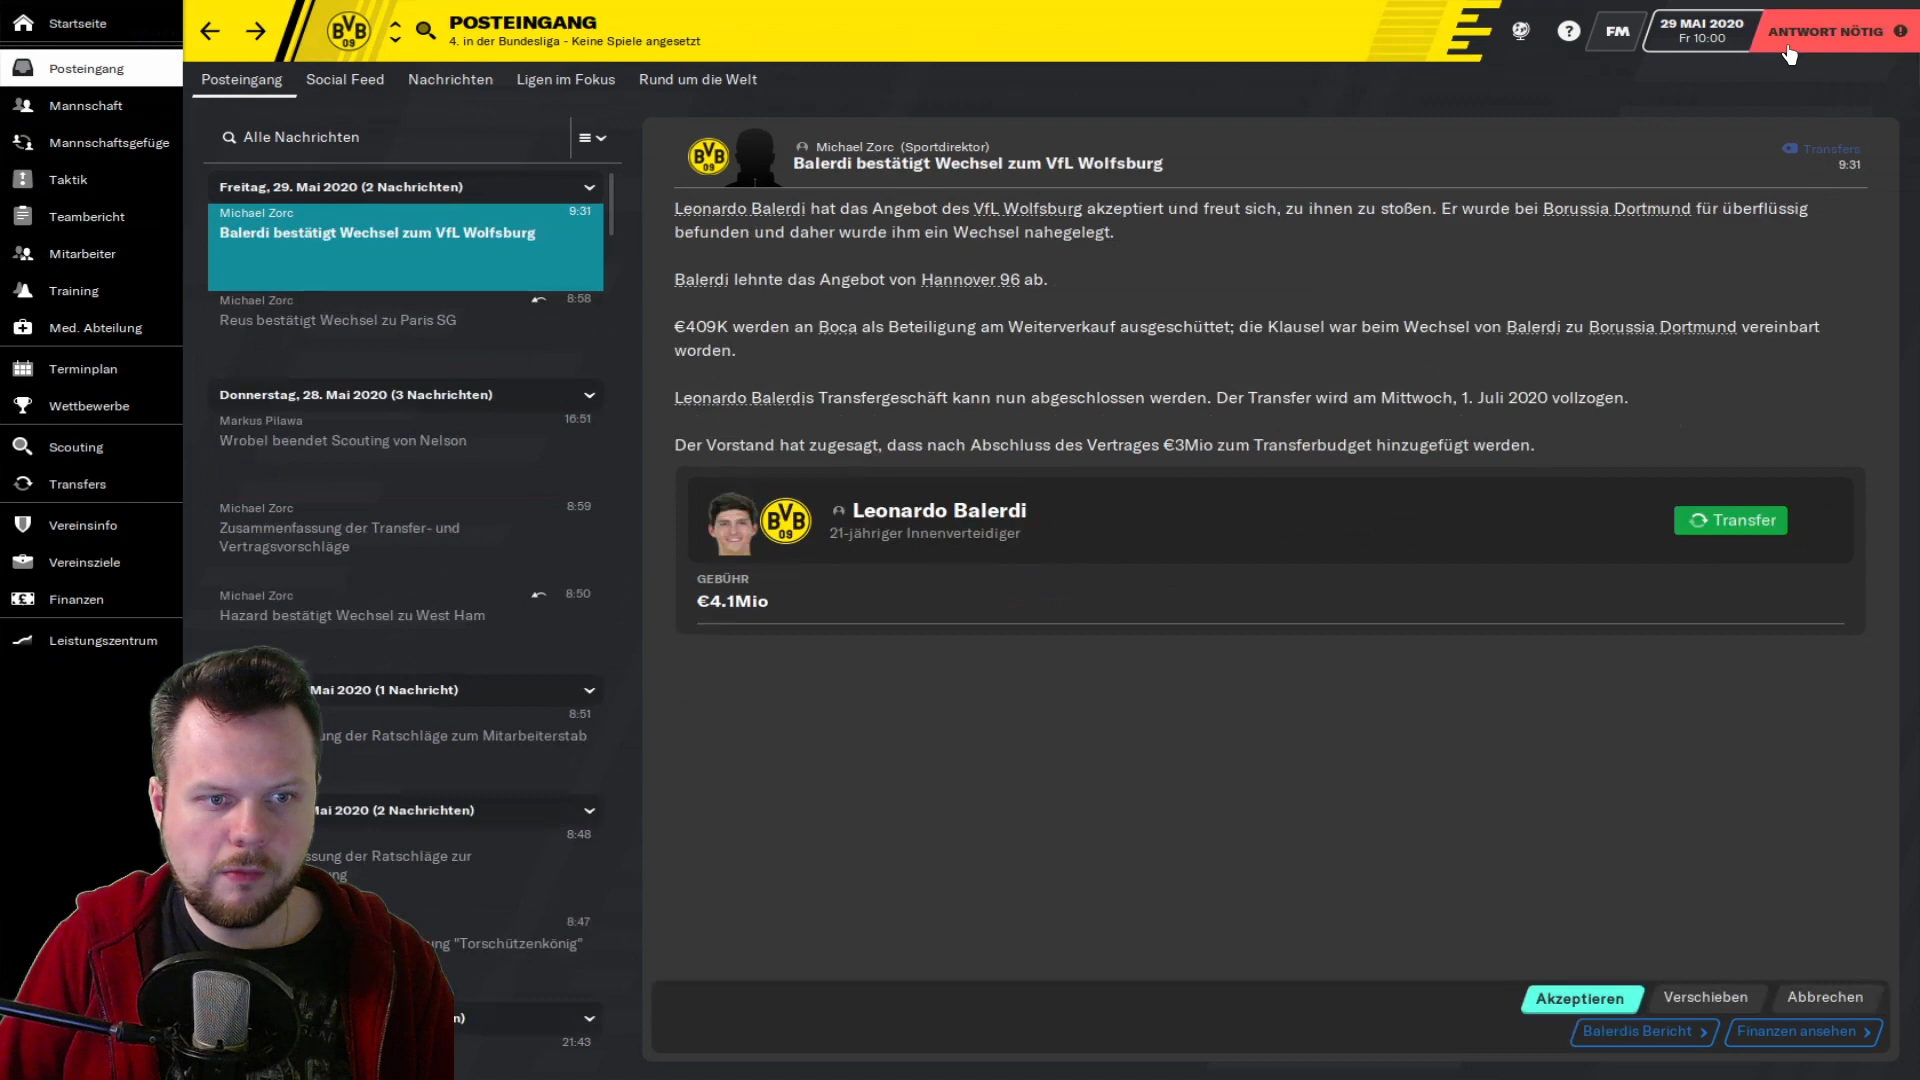 Startseite
Posteingang
Mannschaft
Mannschaftsgefüge
Taktik
Teambericht
Mitarbeiter
Training
Med. Abteilung
Terminplan
Wettbewerbe
Scouting
Transfers
Vereinsinfo
Vereinsziele
Finanzen
Leistungszentrum
BVB 09
POSTEINGANG
4. in der Bundesliga - Keine Spiele angesetzt
?
FM
29 MAI 2020
Fr 10:00
ANTWORT NÖTIG
Posteingang Social Feed Nachrichten Ligen im Fokus Rund um die Welt
Alle Nachrichten
Freitag, 29. Mai 2020 (2 Nachrichten)
Michael Zorc 9:31
Balerdi bestätigt Wechsel zum VfL Wolfsburg
Michael Zorc 8:58
Reus bestätigt Wechsel zu Paris SG
Donnerstag, 28. Mai 2020 (3 Nachrichten)
Markus Pilawa 16:51
Wrobel beendet Scouting von Nelson
Michael Zorc 8:59
Zusammenfassung der Transfer- und
Vertragsvorschläge
Michael Zorc 8:50
Hazard bestätigt Wechsel zu West Ham
Mai 2020 (1 Nachricht)
8:51
ung der Ratschläge zum Mitarbeiterstab
Mai 2020 (2 Nachrichten)
8:48
ssung der Ratschläge zur
ng
8:47
ung "Torschützenkönig"
n)
21:43
BVB 09
Michael Zorc (Sportdirektor)
Balerdi bestätigt Wechsel zum VfL Wolfsburg
Transfers
9:31
Leonardo Balerdi hat das Angebot des VfL Wolfsburg akzeptiert und freut sich, zu ihnen zu stoßen. Er wurde bei Borussia Dortmund für überflüssig
befunden und daher wurde ihm ein Wechsel nahegelegt.
Balerdi lehnte das Angebot von Hannover 96 ab.
€409K werden an Boca als Beteiligung am Weiterverkauf ausgeschüttet; die Klausel war beim Wechsel von Balerdi zu Borussia Dortmund vereinbart
worden.
Leonardo Balerdis Transfergeschäft kann nun abgeschlossen werden. Der Transfer wird am Mittwoch, 1. Juli 2020 vollzogen.
Der Vorstand hat zugesagt, dass nach Abschluss des Vertrages €3Mio zum Transferbudget hinzugefügt werden.
BVB 09
Leonardo Balerdi
21-jähriger Innenverteidiger
Transfer
GEBÜHR
€4.1Mio
Akzeptieren Verschieben Abbrechen
Balerdis Bericht Finanzen ansehen